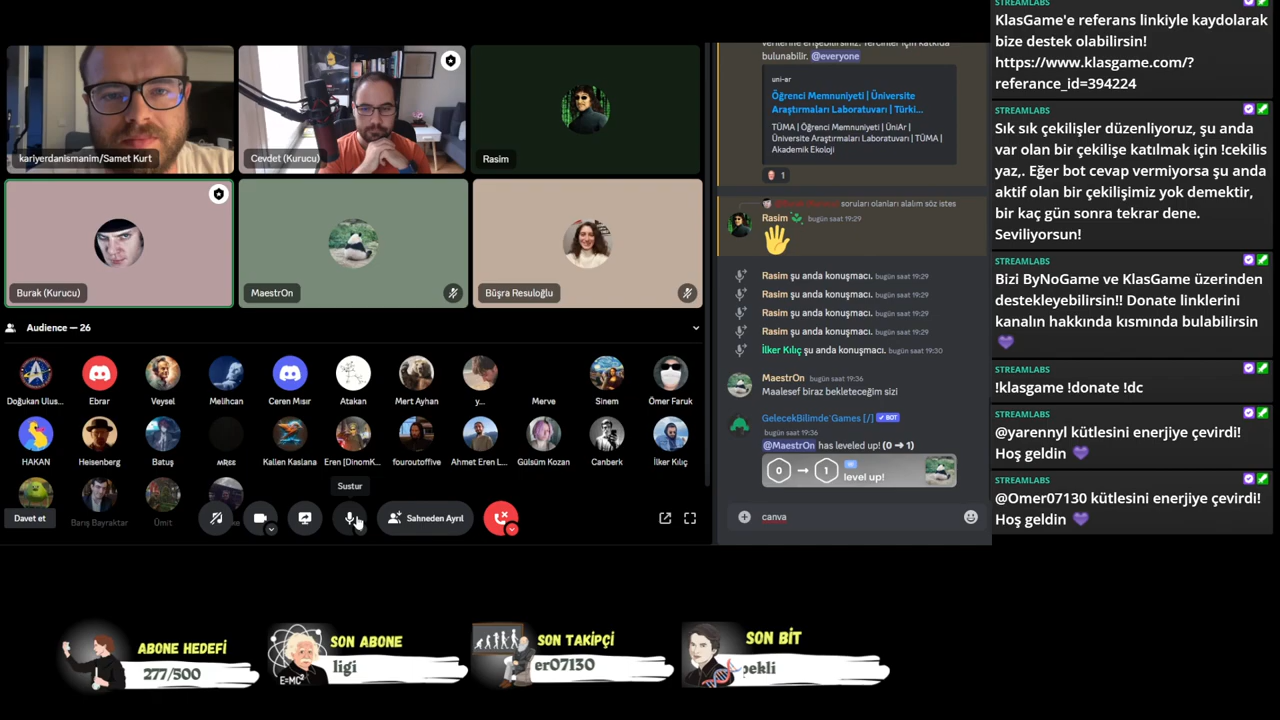 kariyerdanismanim/Samet Kurt
Cevdet (Kurucu)
Rasim
Burak (Kurucu)
MaestrOn
Büşra Resuloğlu
Audience — 26
Doğukan Ulus...
Ebrar
Veysel
Melihcan
Ceren Mısır
Atakan
Mert Ayhan
y...
Merve
Sinem
Ömer Faruk
HAKAN
Heisenberg
Batuş
Kallen Kaslana
Eren [DinomK...
fouroutoffive
Ahmet Eren L...
Gülsüm Kozan
Canberk
İlker Kılıç
Sustur
Davet et
Barış Bayraktar
Ümit
Sahneden Ayrıl
bulunabilir. @everyone
uni-ar
Öğrenci Memnuniyeti | Üniversite
Araştırmaları Laboratuvarı | Türki...
TÜMA | Öğrenci Memnuniyeti | ÜniAr |
Üniversite Araştırmaları Laboratuvarı | TÜMA |
Akademik Ekoloji
1
soruları olanları alalım söz istes
Rasim bugün saat 19:29
Rasim şu anda konuşmacı. bugün saat 19:29
Rasim şu anda konuşmacı. bugün saat 19:29
Rasim şu anda konuşmacı. bugün saat 19:29
Rasim şu anda konuşmacı. bugün saat 19:29
İlker Kılıç şu anda konuşmacı. bugün saat 19:30
MaestrOn bugün saat 19:36
Maalesef biraz bekleteceğim sizi
GelecekBilimde Games [/] BOT
bugün saat 19:36
@MaestrOn has leveled up! (0 ➜ 1)
0 1 level up!
canva
STREAMLABS
KlasGame'e referans linkiyle kaydolarak
bize destek olabilirsin!
https://www.klasgame.com/?
referance_id=394224
STREAMLABS
Sık sık çekilişler düzenliyoruz, şu anda
var olan bir çekilişe katılmak için !cekilis
yaz,. Eğer bot cevap vermiyorsa şu anda
aktif olan bir çekilişimiz yok demektir,
bir kaç gün sonra tekrar dene.
Seviliyorsun!
STREAMLABS
Bizi ByNoGame ve KlasGame üzerinden
destekleyebilirsin!! Donate linklerini
kanalın hakkında kısmında bulabilirsin
STREAMLABS
!klasgame !donate !dc
STREAMLABS
@yarennyl kütlesini enerjiye çevirdi!
Hoş geldin
STREAMLABS
@Omer07130 kütlesini enerjiye çevirdi!
Hoş geldin
ABONE HEDEFİ
277/500
E=MC²
SON ABONE
ligi
SON TAKİPÇİ
er07130
SON BİT
pekli